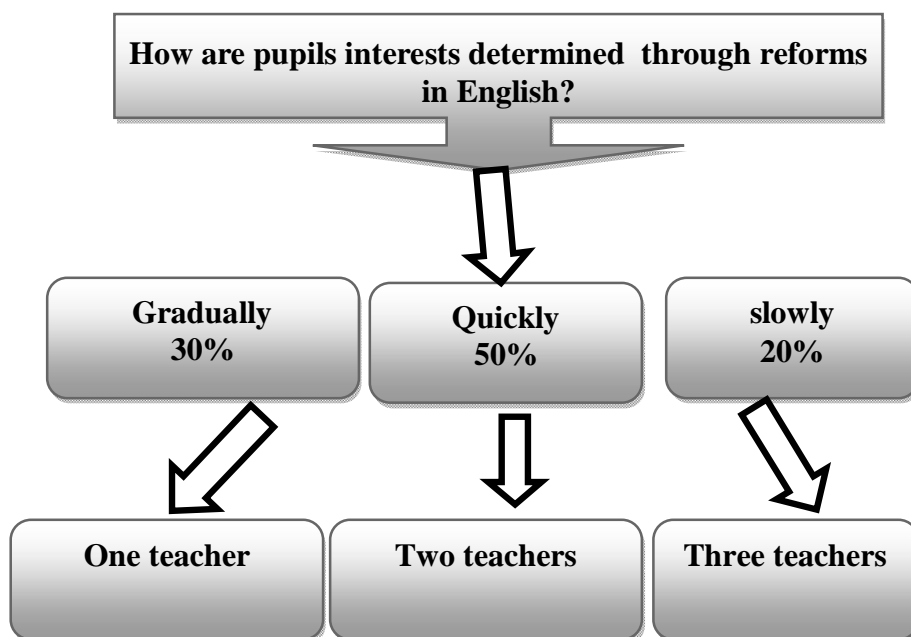 How are pupils interests determined through reforms
in English?
Gradually
30%
Quickly
50%
slowly
20%
One teacher
Two teachers
Three teachers